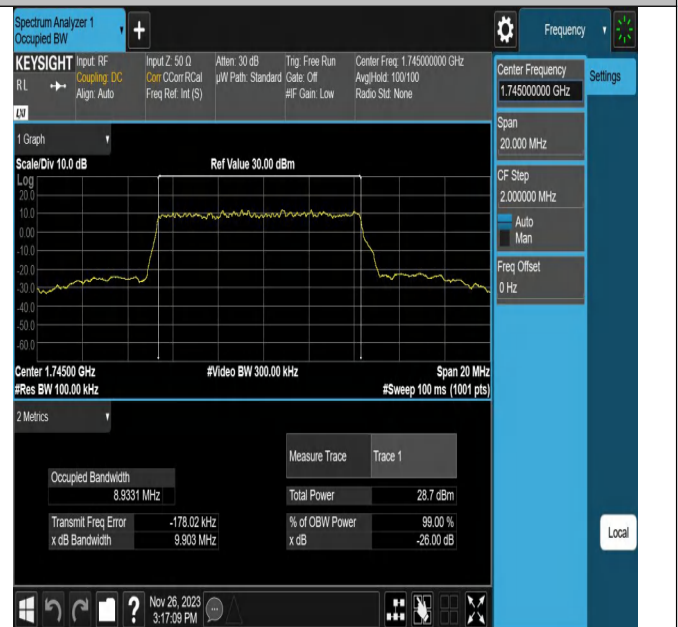 Spectrum Analyzer 1
Occupied BW
+
Frequency
KEYSIGHT Input: RF Input Z: 50 Ω Atten: 30 dB Trig: Free Run Center Freq: 1.745000000 GHz
RL Coupling: DC Corr CCorr RCal µW Path: Standard Gate: Off Avg|Hold: 100/100
Align: Auto Freq Ref: Int (S) #IF Gain: Low Radio Std: None
LXI
Center Frequency
1.745000000 GHz
Settings
Span
20.000 MHz
CF Step
2.000000 MHz
Auto
Man
Freq Offset
0 Hz
1 Graph
Scale/Div 10.0 dB Ref Value 30.00 dBm
Log
20.0
10.0
0.00
-10.0
-20.0
-30.0
-40.0
-50.0
-60.0
Center 1.74500 GHz #Video BW 300.00 kHz Span 20 MHz
#Res BW 100.00 kHz #Sweep 100 ms (1001 pts)
2 Metrics
Measure Trace Trace 1
Occupied Bandwidth
8.9331 MHz
Total Power 28.7 dBm
Transmit Freq Error -178.02 kHz % of OBW Power 99.00 %
x dB Bandwidth 9.903 MHz x dB -26.00 dB
Local
? Nov 26, 2023
3:17:09 PM